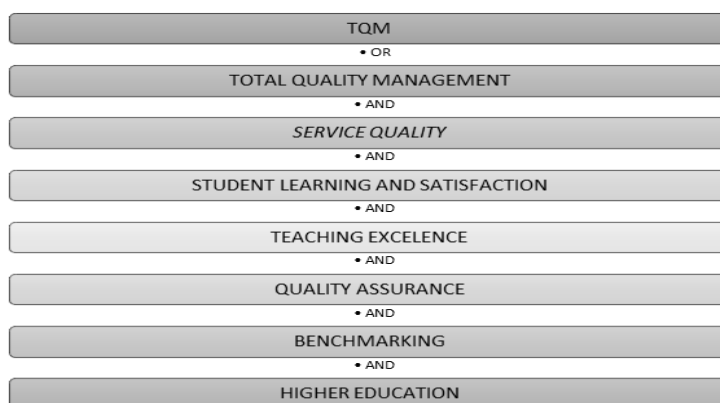 TQM
• OR
TOTAL QUALITY MANAGEMENT
• AND
SERVICE QUALITY
• AND
STUDENT LEARNING AND SATISFACTION
• AND
TEACHING EXCELENCE
• AND
QUALITY ASSURANCE
• AND
BENCHMARKING
• AND
HIGHER EDUCATION